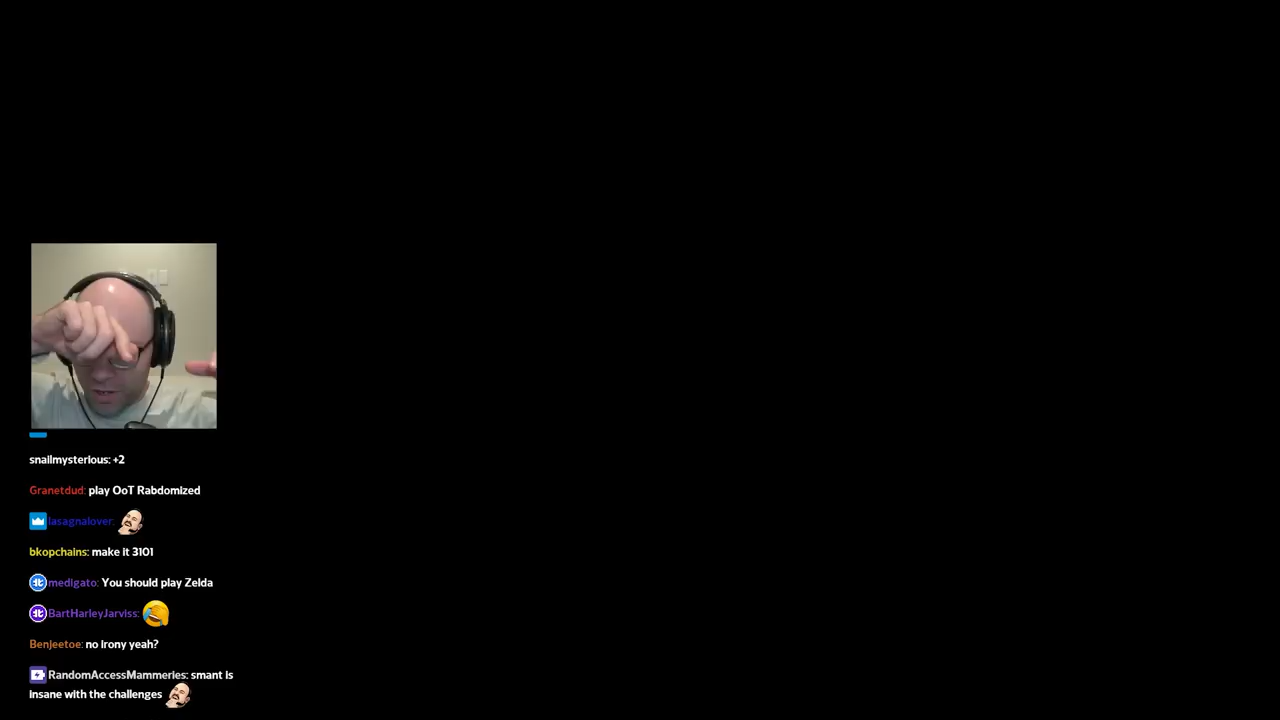 snailmysterious: +2
Granetdud: play OoT Rabdomized
lasagnalover:
bkopchains: make it 3101
medigato: You should play Zelda
BartHarleyJarviss:
Benjeetoe: no irony yeah?
RandomAccessMammeries: smant is
insane with the challenges